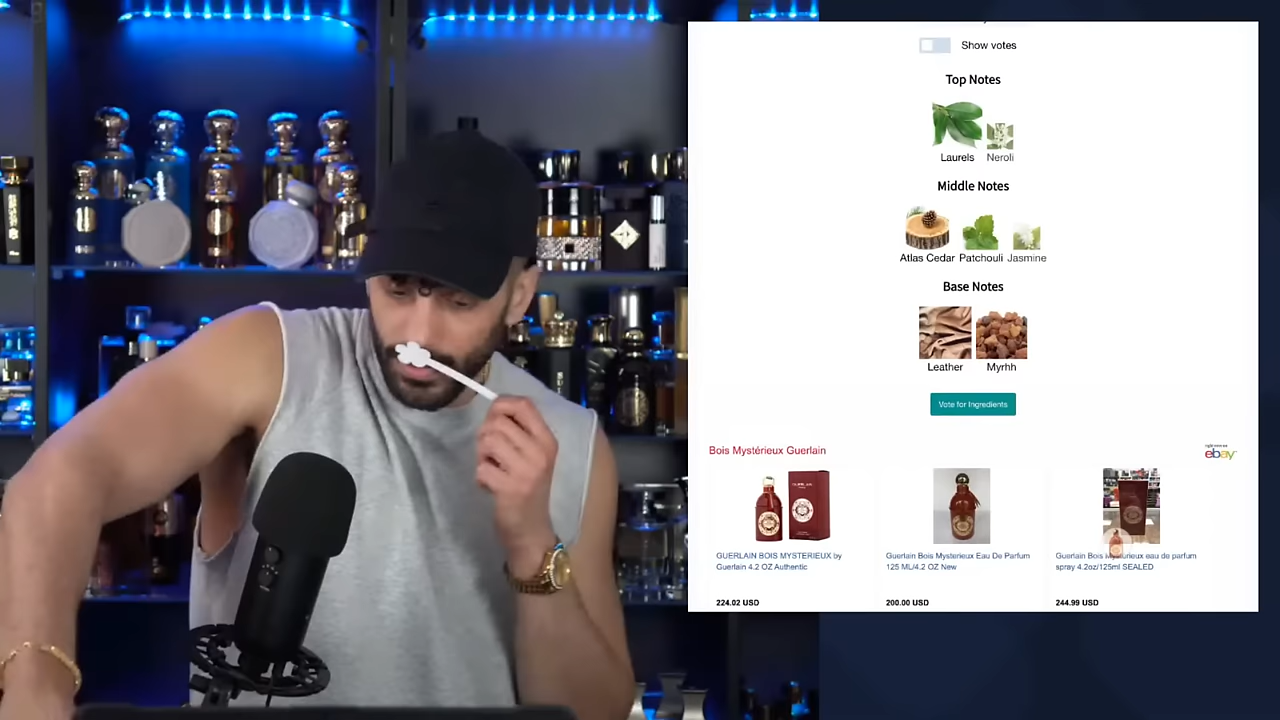 Show votes
Top Notes
Laurels Neroli
Middle Notes
Atlas Cedar Patchouli Jasmine
Base Notes
Leather Myrhh
Vote for Ingredients
Bois Mystérieux Guerlain
ebay
GUERLAIN BOIS MYSTERIEUX by
Guerlain 4.2 OZ Authentic
224.02 USD
Guerlain Bois Mysterieux Eau De Parfum
125 ML/4.2 OZ New
200.00 USD
Guerlain Bois Mysterieux eau de parfum
spray 4.2oz/125ml SEALED
244.99 USD